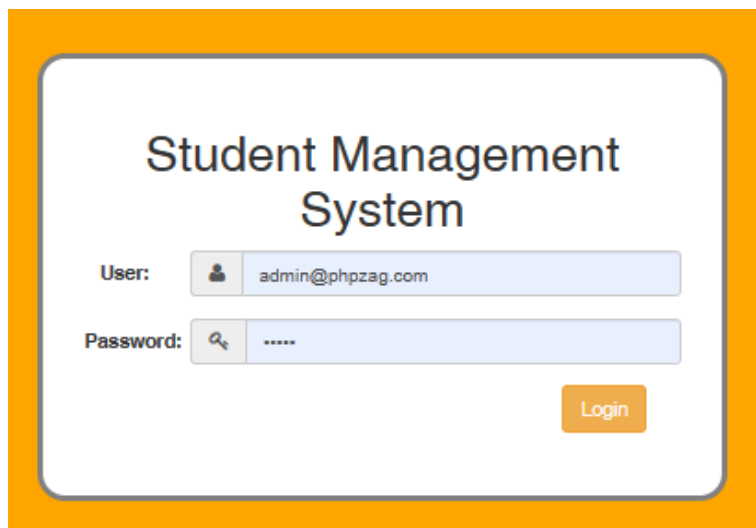 Student Management
System
User: admin@phpzag.com
Password: •••••
Login